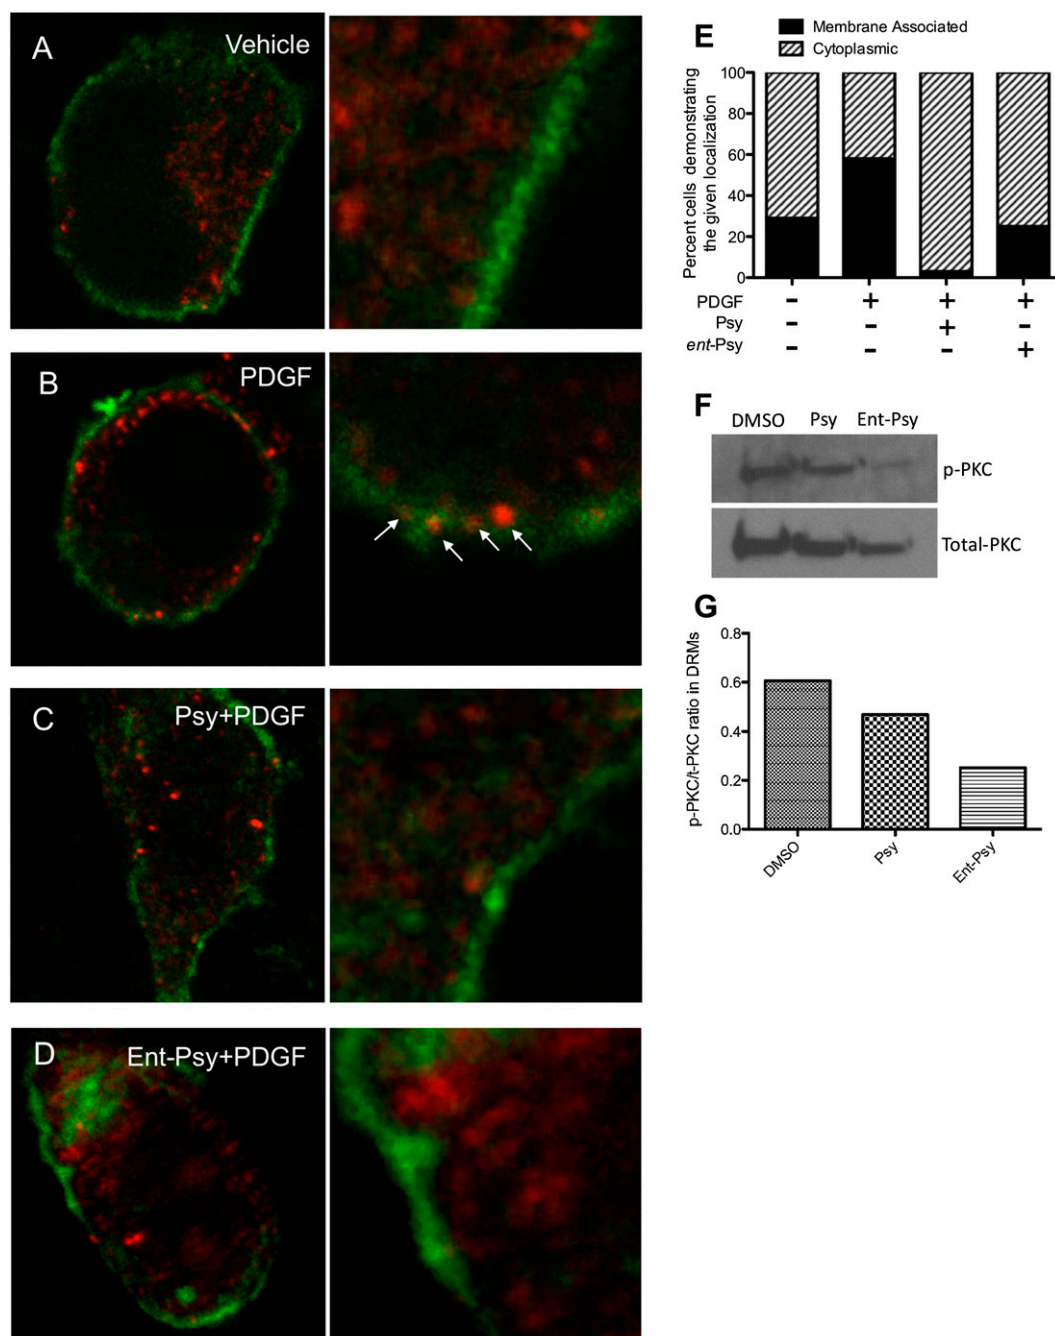 A
Vehicle
B
PDGF
C
Psy+PDGF
D
Ent-Psy+PDGF
E
Membrane Associated
Cytoplasmic
Percent cells demonstrating
the given localization
100
80
60
40
20
0
PDGF - + + +
Psy - - + -
ent-Psy - - - +
F
DMSO Psy Ent-Psy
p-PKC
Total-PKC
G
p-PKC/t-PKC ratio in DRMs
0.8
0.6
0.4
0.2
0.0
DMSO
Psy
Ent-Psy